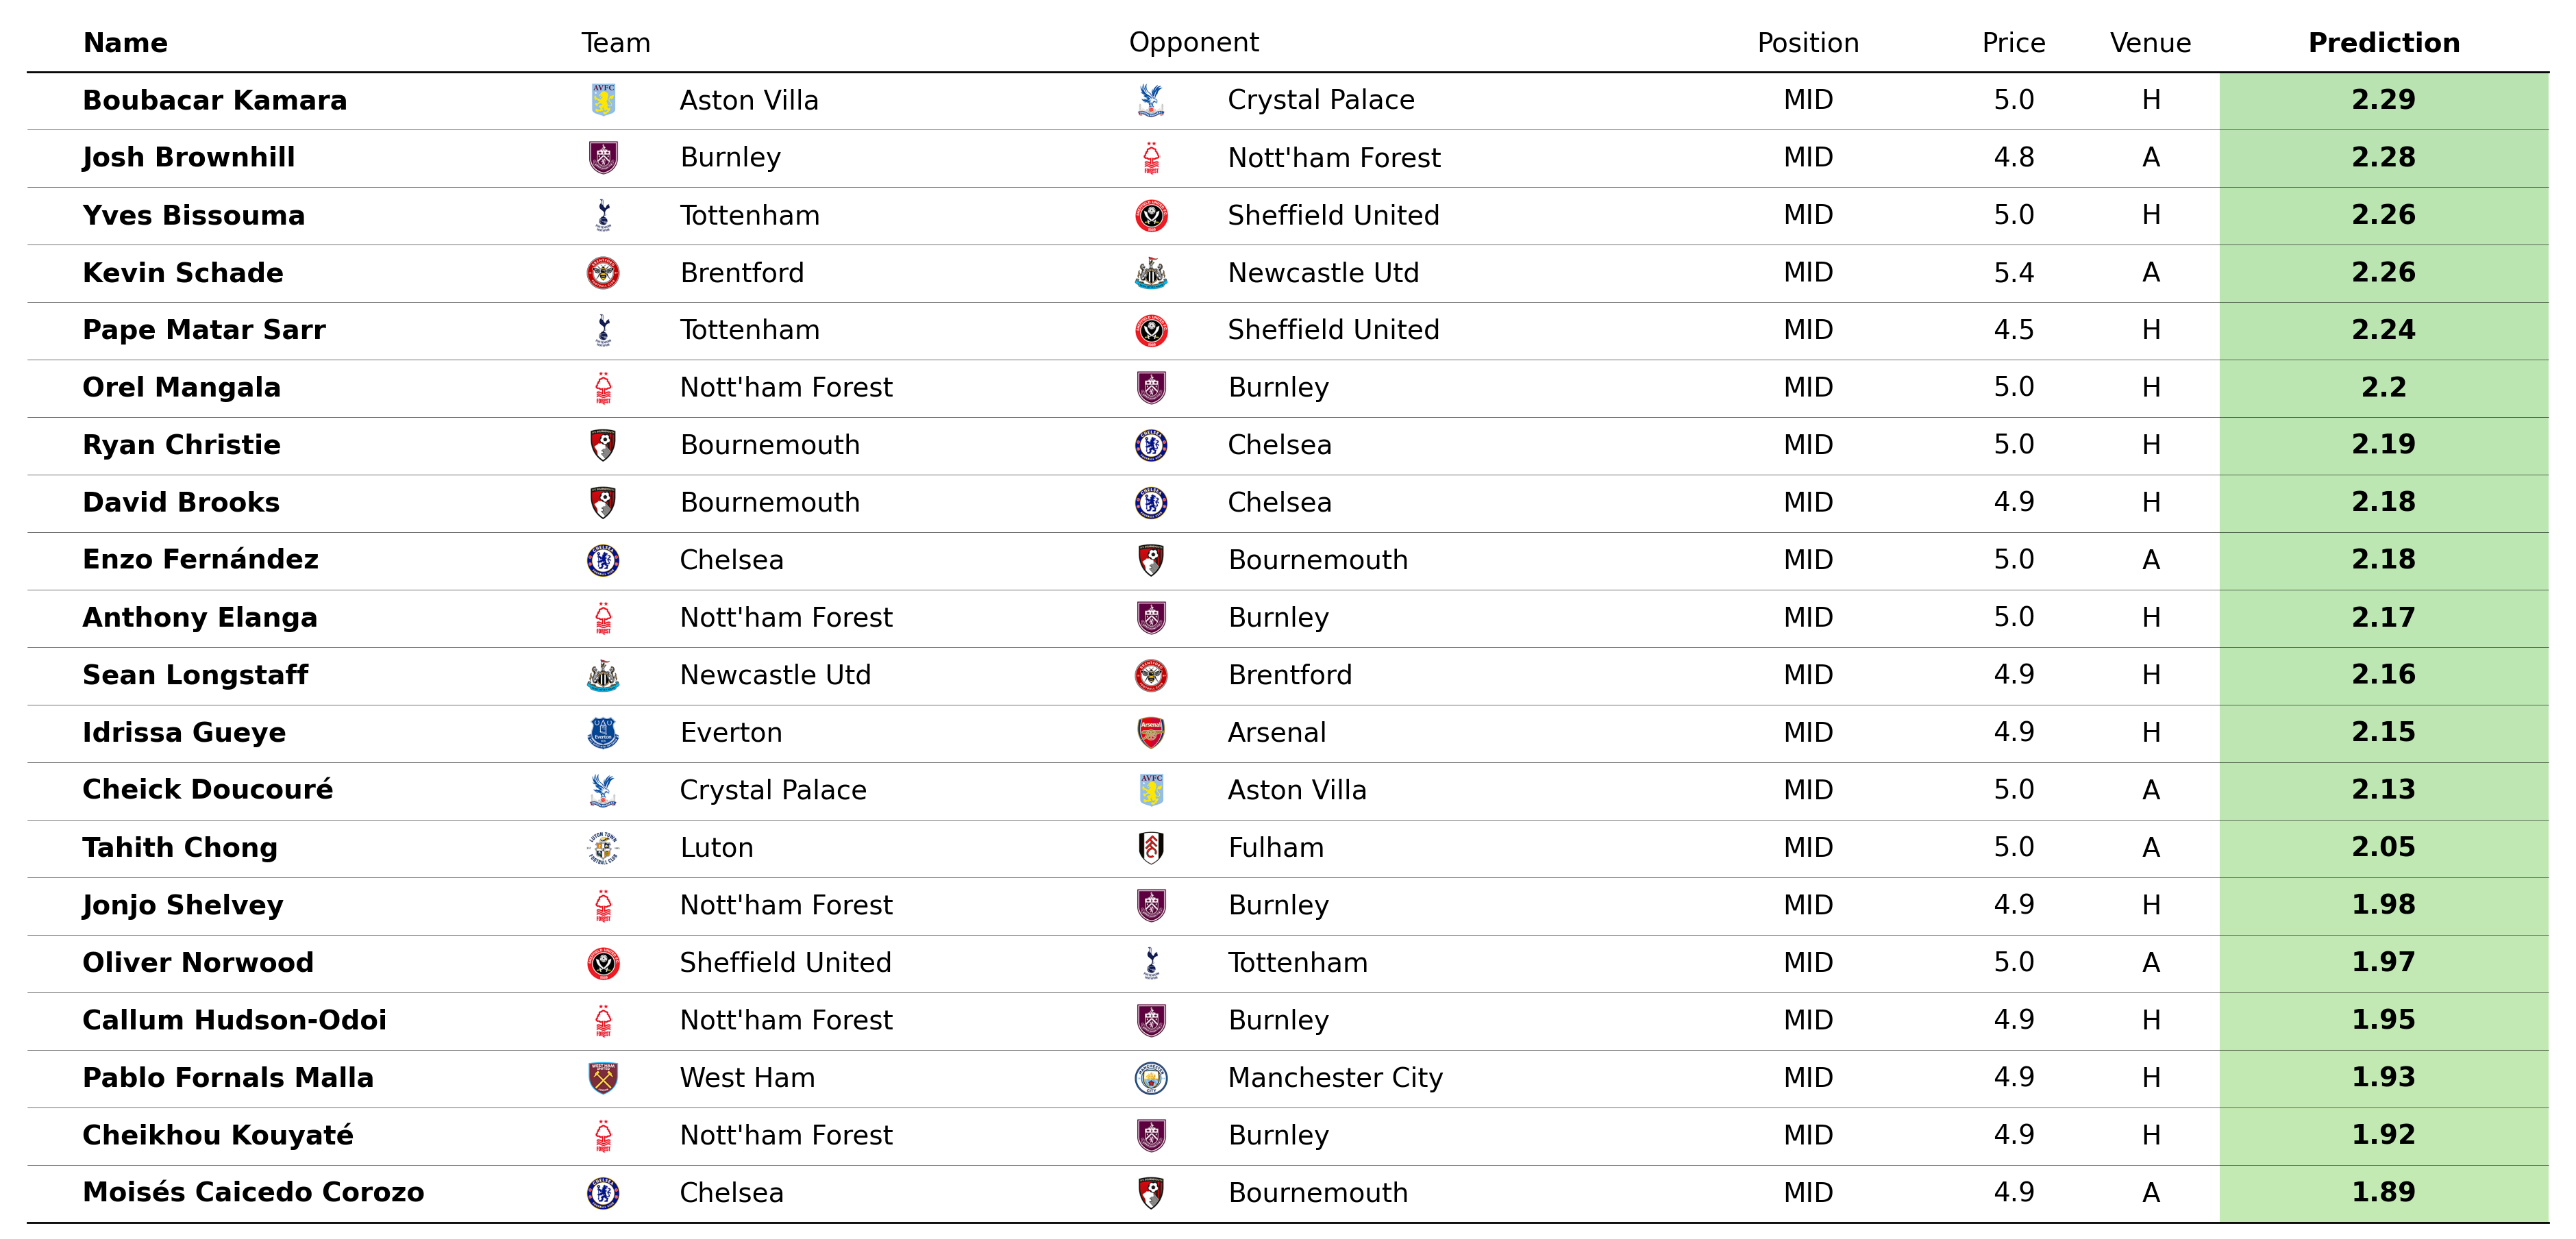 Name Team Opponent Position Price Venue Prediction
Boubacar Kamara Aston Villa Crystal Palace MID 5.0 H 2.29
Josh Brownhill Burnley Nott'ham Forest MID 4.8 A 2.28
Yves Bissouma Tottenham Sheffield United MID 5.0 H 2.26
Kevin Schade Brentford Newcastle Utd MID 5.4 A 2.26
Pape Matar Sarr Tottenham Sheffield United MID 4.5 H 2.24
Orel Mangala Nott'ham Forest Burnley MID 5.0 H 2.2
Ryan Christie Bournemouth Chelsea MID 5.0 H 2.19
David Brooks Bournemouth Chelsea MID 4.9 H 2.18
Enzo Fernández Chelsea Bournemouth MID 5.0 A 2.18
Anthony Elanga Nott'ham Forest Burnley MID 5.0 H 2.17
Sean Longstaff Newcastle Utd Brentford MID 4.9 H 2.16
Idrissa Gueye Everton Arsenal MID 4.9 H 2.15
Cheick Doucouré Crystal Palace Aston Villa MID 5.0 A 2.13
Tahith Chong Luton Fulham MID 5.0 A 2.05
Jonjo Shelvey Nott'ham Forest Burnley MID 4.9 H 1.98
Oliver Norwood Sheffield United Tottenham MID 5.0 A 1.97
Callum Hudson-Odoi Nott'ham Forest Burnley MID 4.9 H 1.95
Pablo Fornals Malla West Ham Manchester City MID 4.9 H 1.93
Cheikhou Kouyaté Nott'ham Forest Burnley MID 4.9 H 1.92
Moisés Caicedo Corozo Chelsea Bournemouth MID 4.9 A 1.89